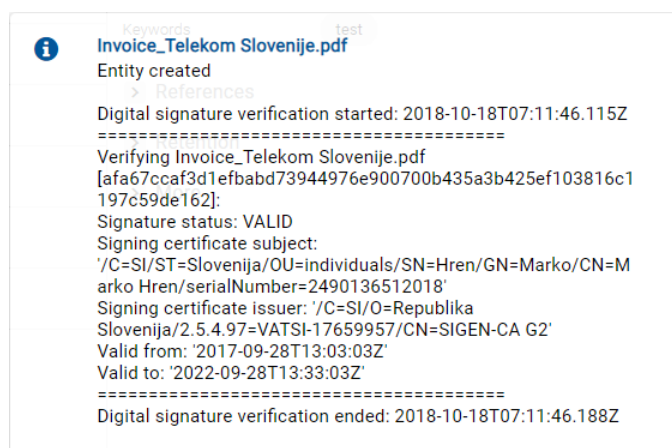 Keywords test
Invoice_Telekom Slovenije.pdf
Entity created
> References
Digital signature verification started: 2018-10-18T07:11:46.115Z
========================================
> Retention
Verifying Invoice_Telekom Slovenije.pdf
[afa67ccaf3d1efbabd73944976e900700b435a3b425ef103816c1
197c59de162]:
Signature status: VALID
Signing certificate subject:
'/C=SI/ST=Slovenija/OU=individuals/SN=Hren/GN=Marko/CN=M
arko Hren/serialNumber=2490136512018'
Signing certificate issuer: '/C=SI/O=Republika
Slovenija/2.5.4.97=VATSI-17659957/CN=SIGEN-CA G2'
Valid from: '2017-09-28T13:03:03Z'
Valid to: '2022-09-28T13:33:03Z'
========================================
Digital signature verification ended: 2018-10-18T07:11:46.188Z